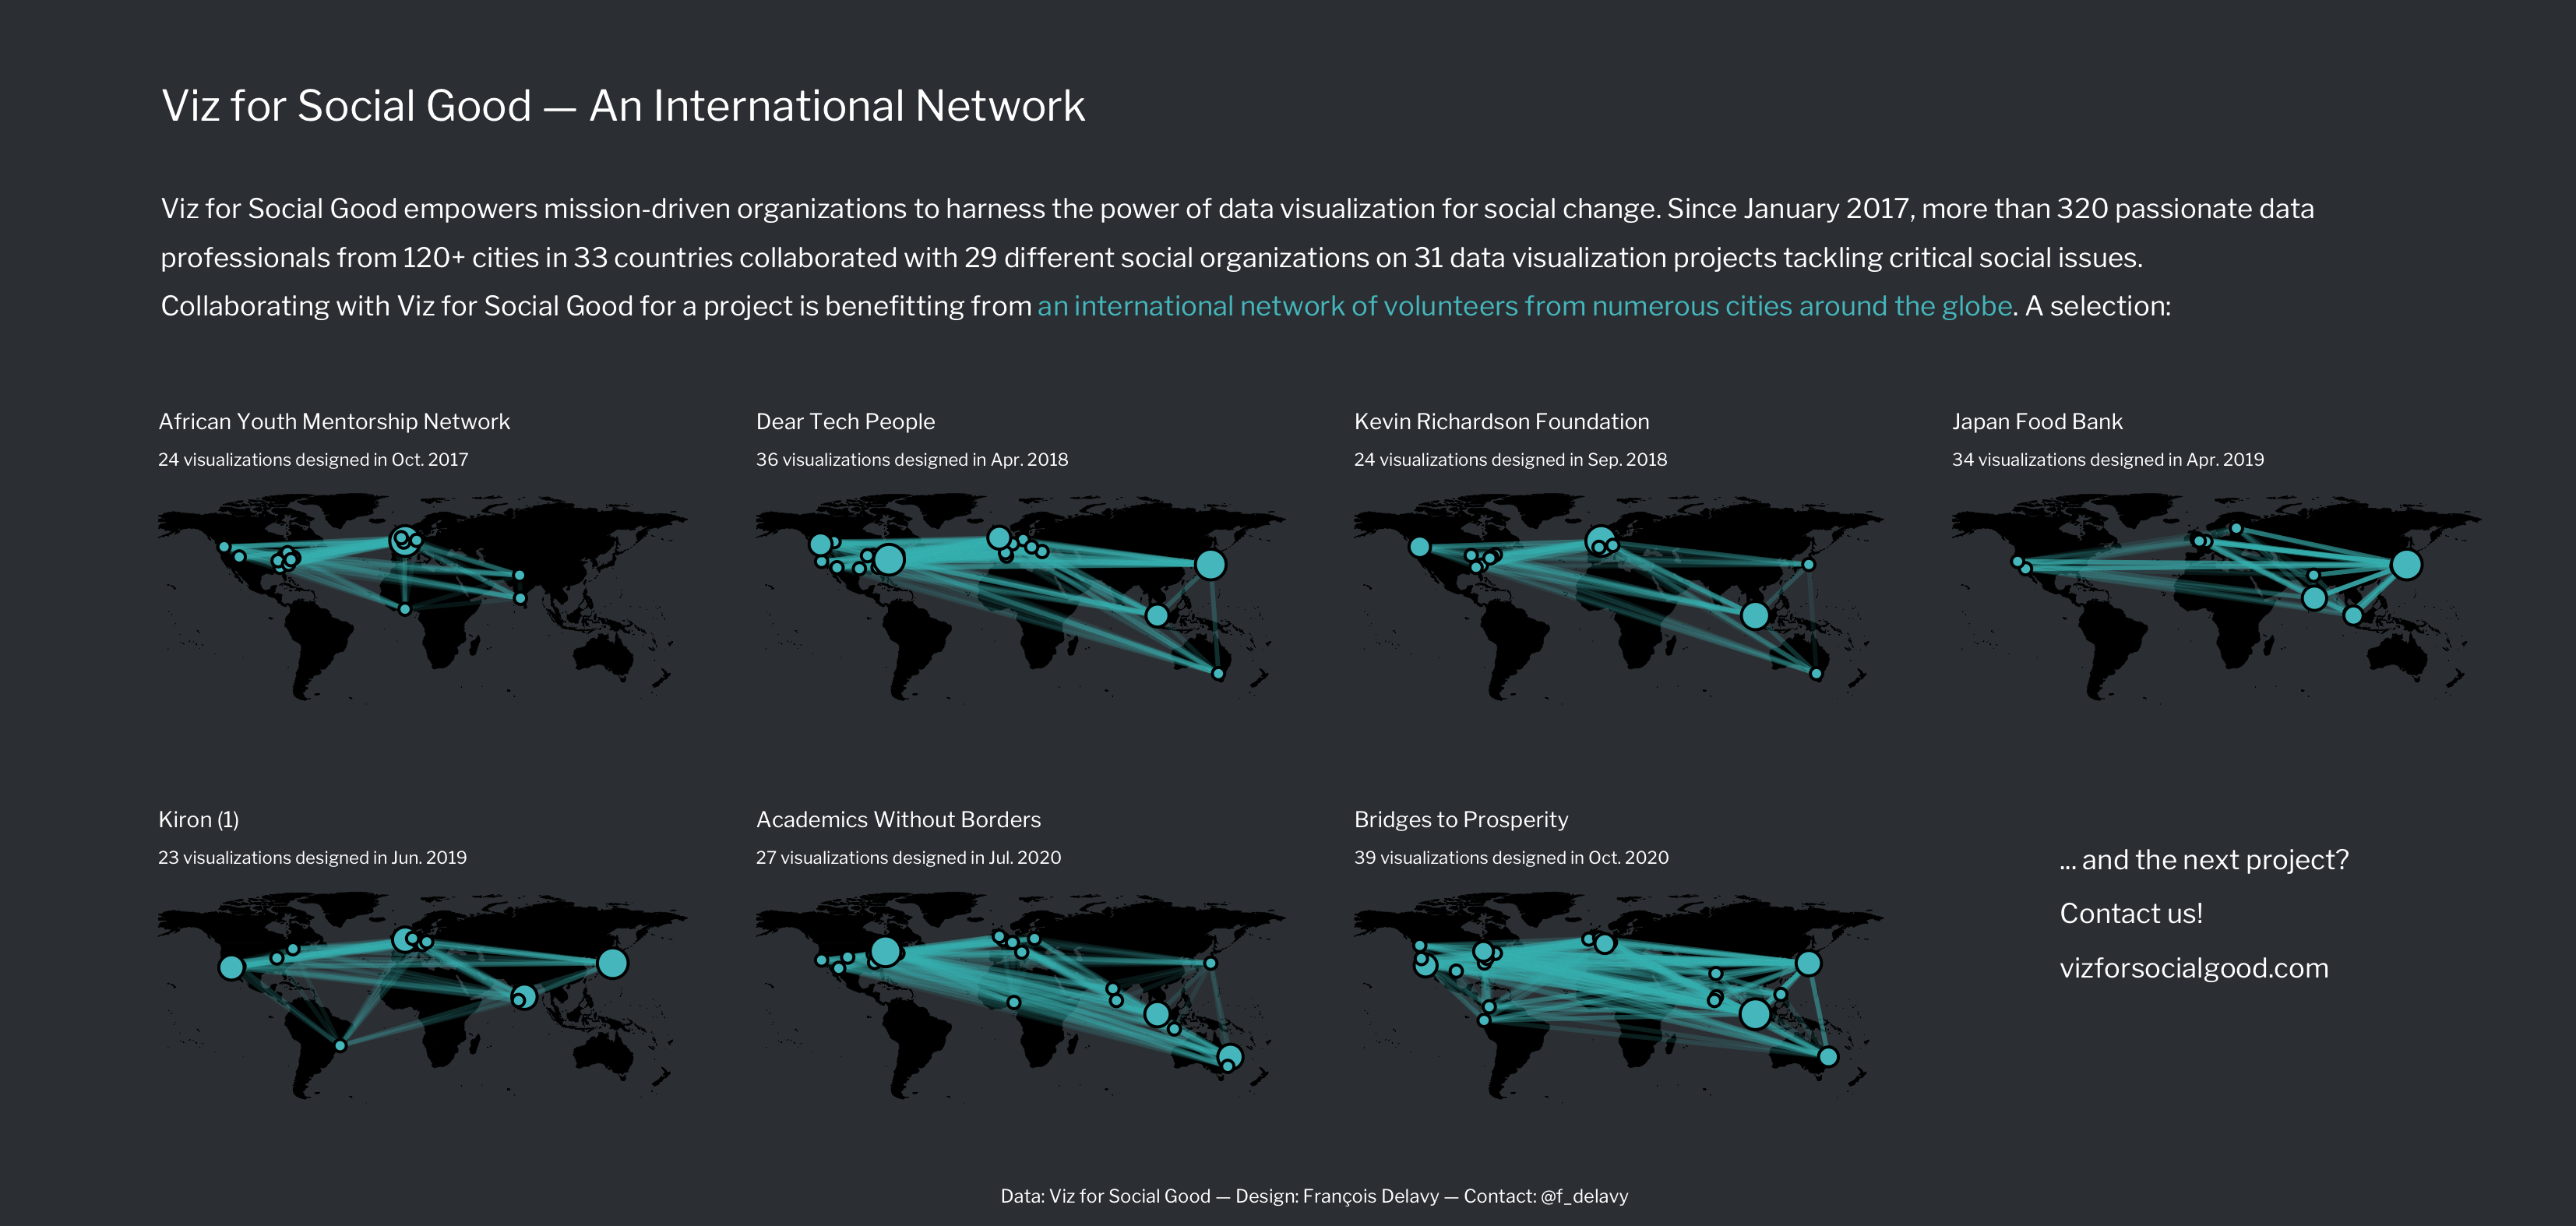 Viz for Social Good — An International Network
Viz for Social Good empowers mission-driven organizations to harness the power of data visualization for social change. Since January 2017, more than 320 passionate data
professionals from 120+ cities in 33 countries collaborated with 29 different social organizations on 31 data visualization projects tackling critical social issues.
Collaborating with Viz for Social Good for a project is benefitting from an international network of volunteers from numerous cities around the globe. A selection:
African Youth Mentorship Network
24 visualizations designed in Oct. 2017
Dear Tech People
36 visualizations designed in Apr. 2018
Kevin Richardson Foundation
24 visualizations designed in Sep. 2018
Japan Food Bank
34 visualizations designed in Apr. 2019
Kiron (1)
23 visualizations designed in Jun. 2019
Academics Without Borders
27 visualizations designed in Jul. 2020
Bridges to Prosperity
39 visualizations designed in Oct. 2020
... and the next project?
Contact us!
vizforsocialgood.com
Data: Viz for Social Good — Design: François Delavy — Contact: @f_delavy